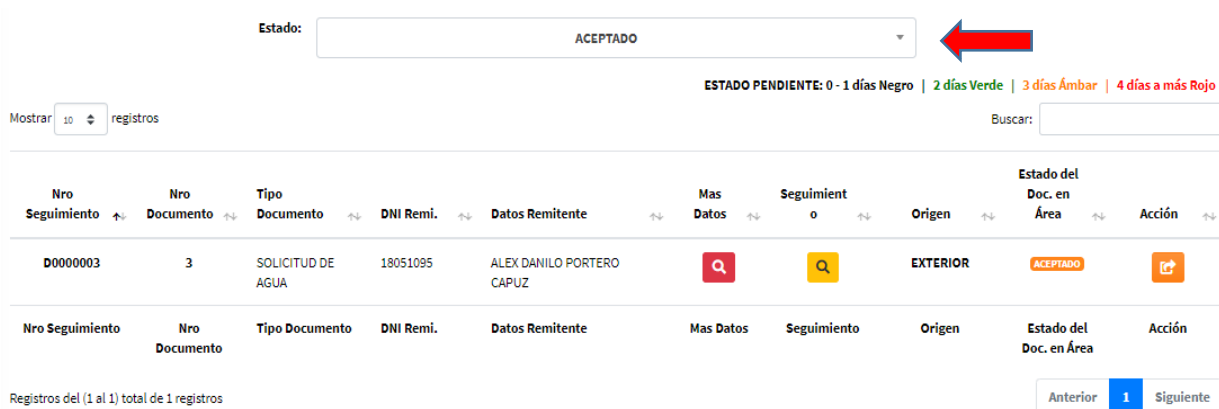 Estado: ACEPTADO
ESTADO PENDIENTE: 0 - 1 días Negro | 2 días Verde | 3 días Ámbar | 4 días a más Rojo
Mostrar 10 registros Buscar:
Nro Seguimiento Nro Documento Tipo Documento DNI Remi. Datos Remitente Mas Datos Seguimiento Origen Estado del Doc. en Área Acción
D0000003 3 SOLICITUD DE AGUA 18051095 ALEX DANILO PORTERO CAPUZ EXTERIOR ACEPTADO
Nro Seguimiento Nro Documento Tipo Documento DNI Remi. Datos Remitente Mas Datos Seguimiento Origen Estado del Doc. en Área Acción
Registros del (1 al 1) total de 1 registros Anterior 1 Siguiente